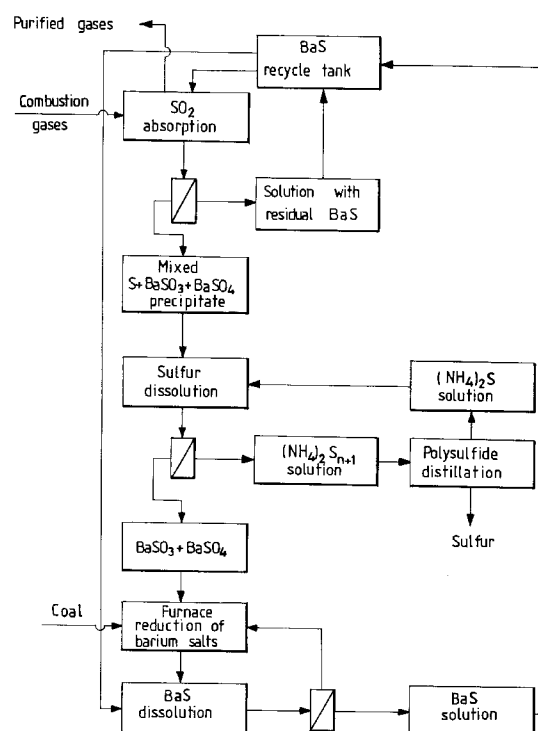 Purified gases
BaS
recycle tank
Combustion
gases
SO2
absorption
Solution with
residual BaS
Mixed
S+BaSO3+BaSO4
precipitate
Sulfur
dissolution
(NH4)2S
solution
(NH4)2 Sn+1
solution
Polysulfide
distillation
Sulfur
BaSO3+BaSO4
Coal
Furnace
reduction of
barium salts
BaS
dissolution
BaS
solution